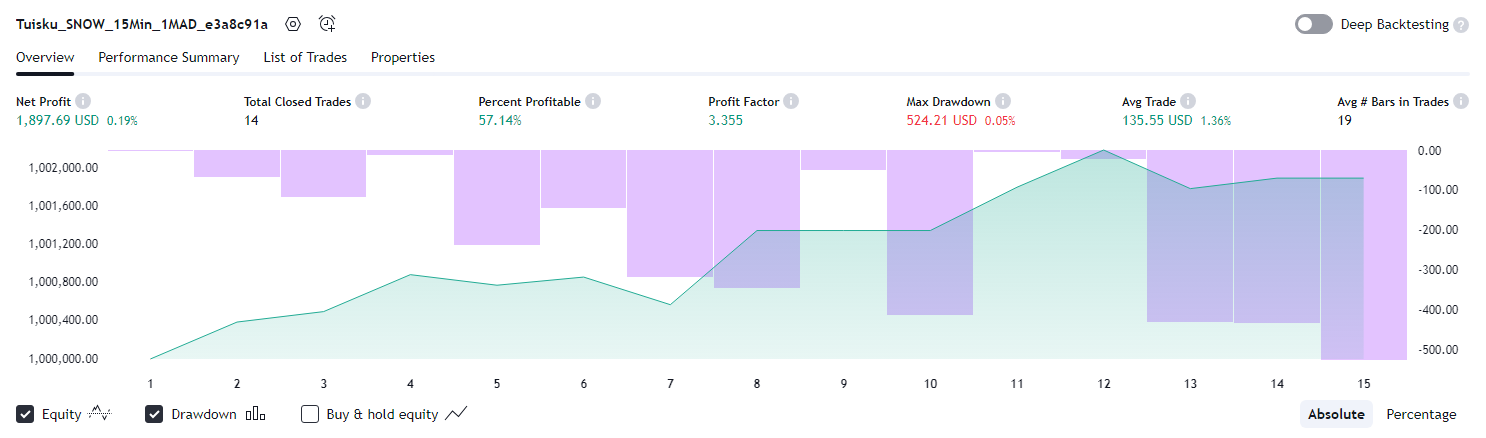 Tuisku_SNOW_15Min_1MAD_e3a8c91a
Deep Backtesting ?
Overview Performance Summary List of Trades Properties
Net Profit Total Closed Trades Percent Profitable Profit Factor Max Drawdown Avg Trade Avg # Bars in Trades
1,897.69 USD 0.19% 14 57.14% 3.355 524.21 USD 0.05% 135.55 USD 1.36% 19
1,002,000.00
1,001,600.00
1,001,200.00
1,000,800.00
1,000,400.00
1,000,000.00
0.00
-100.00
-200.00
-300.00
-400.00
-500.00
1 2 3 4 5 6 7 8 9 10 11 12 13 14 15
Equity Drawdown Buy & hold equity Absolute Percentage